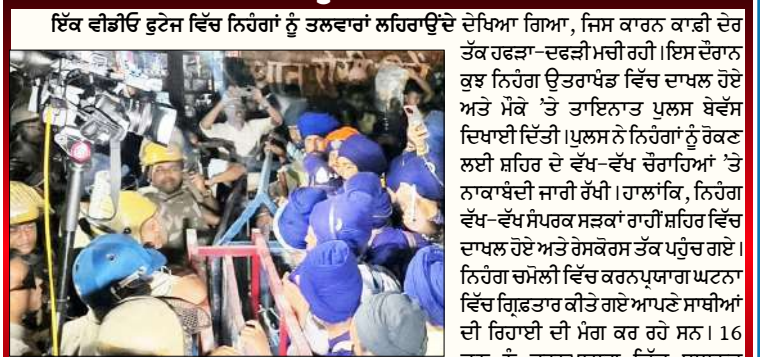 ਇੱਕ ਵੀਡੀਓ ਫੁਟੇਜ ਵਿੱਚ ਨਿਹੰਗਾਂ ਨੂੰ ਤਲਵਾਰਾਂ ਲਹਿਰਾਉਂਦੇ ਦੇਖਿਆ ਗਿਆ, ਜਿਸ ਕਾਰਨ ਕਾਫ਼ੀ ਦੇਰ
ਤੱਕ ਹਫੜਾ-ਦਫੜੀ ਮਚੀ ਰਹੀ।ਇਸ ਦੌਰਾਨ
ਕੁਝ ਨਿਹੰਗ ਉਤਰਾਖੰਡ ਵਿੱਚ ਦਾਖਲ ਹੋਏ
ਅਤੇ ਮੌਕੇ ’ਤੇ ਤਾਇਨਾਤ ਪੁਲਸ ਬੇਵੱਸ
ਦਿਖਾਈ ਦਿੱਤੀ।ਪੁਲਸ ਨੇ ਨਿਹੰਗਾਂ ਨੂੰ ਰੋਕਣ
ਲਈ ਸ਼ਹਿਰ ਦੇ ਵੱਖ-ਵੱਖ ਚੌਰਾਹਿਆਂ ’ਤੇ
ਨਾਕਾਬੰਦੀ ਜਾਰੀ ਰੱਖੀ।ਹਾਲਾਂਕਿ, ਨਿਹੰਗ
ਵੱਖ-ਵੱਖ ਸੰਪਰਕ ਸੜਕਾਂ ਰਾਹੀਂ ਸ਼ਹਿਰ ਵਿੱਚ
ਦਾਖਲ ਹੋਏ ਅਤੇ ਰੇਸਕੋਰਸ ਤੱਕ ਪਹੁੰਚ ਗਏ।
ਨਿਹੰਗ ਚਮੋਲੀ ਵਿੱਚ ਕਰਨਪ੍ਰਯਾਗ ਘਟਨਾ
ਵਿੱਚ ਗ੍ਰਿਫ਼ਤਾਰ ਕੀਤੇ ਗਏ ਆਪਣੇ ਸਾਥੀਆਂ
ਦੀ ਰਿਹਾਈ ਦੀ ਮੰਗ ਕਰ ਰਹੇ ਸਨ। 16